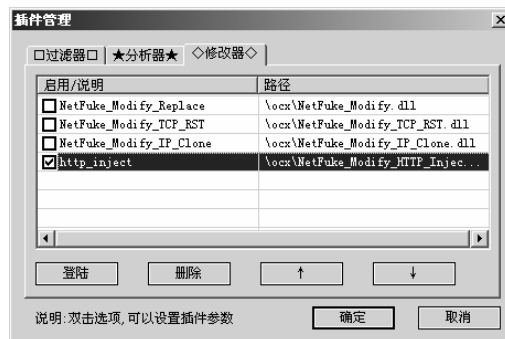 插件管理
□过滤器□ ★分析器★ ◇修改器◇
启用/说明 路径
NetFuke_Modify_Replace \ocx\NetFuke_Modify.dll
NetFuke_Modify_TCP_RST \ocx\NetFuke_Modify_TCP_RST.dll
NetFuke_Modify_IP_Clone \ocx\NetFuke_Modify_IP_Clone.dll
http_inject \ocx\NetFuke_Modify_HTTP_Injec...
登陆 册除 ↑ ↓
说明:双击选项,可以设置插件参数 确定 取消